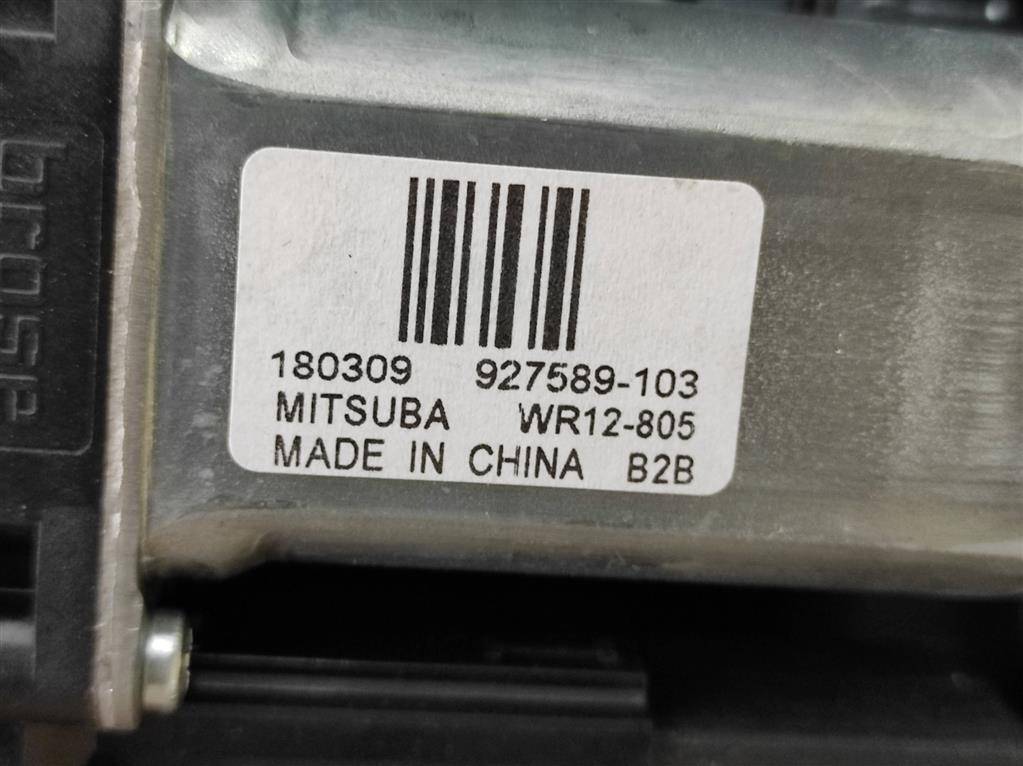 brose
180309 927589-103
MITSUBA WR12-805
MADE IN CHINA B2B